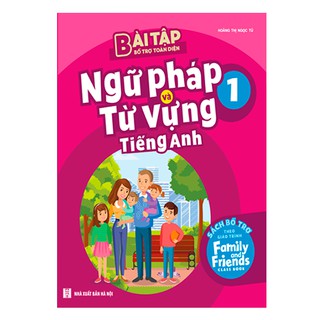 HOÀNG THỊ NGỌC TÚ
BÀI TẬP
BỔ TRỢ TOÀN DIỆN
Ngữ pháp 1
và
Từ Vựng
Tiếng Anh
SÁCH BỔ TRỢ
THEO
GIÁO TRÌNH
Family
and
Friends
CLASS BOOK
NHÀ XUẤT BẢN HÀ NỘI